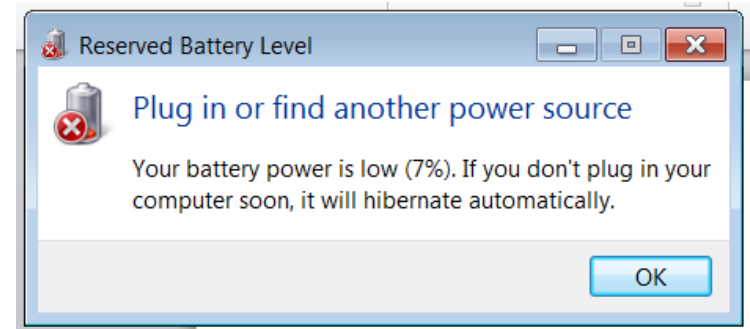 Reserved Battery Level
Plug in or find another power source
Your battery power is low (7%). If you don't plug in your
computer soon, it will hibernate automatically.
OK